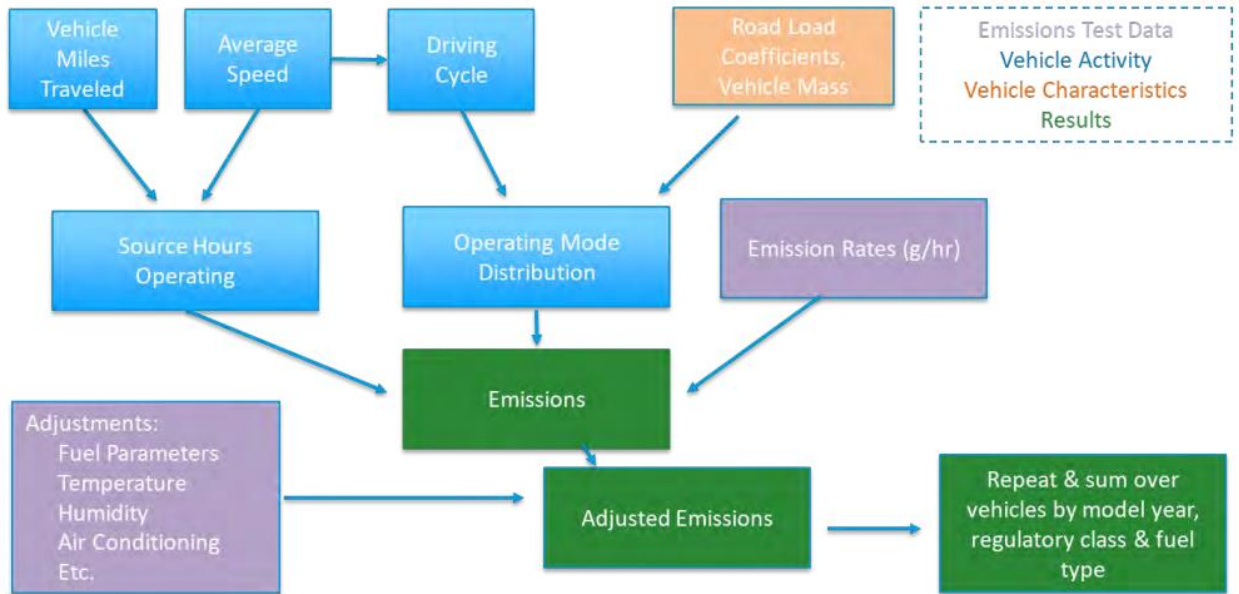 Vehicle
Miles
Traveled
Average
Speed
Driving
Cycle
Road Load
Coefficients,
Vehicle Mass
Emissions Test Data
Vehicle Activity
Vehicle Characteristics
Results
Source Hours
Operating
Operating Mode
Distribution
Emission Rates (g/hr)
Emissions
Adjustments:
Fuel Parameters
Temperature
Humidity
Air Conditioning
Etc.
Adjusted Emissions
Repeat & sum over
vehicles by model year,
regulatory class & fuel
type